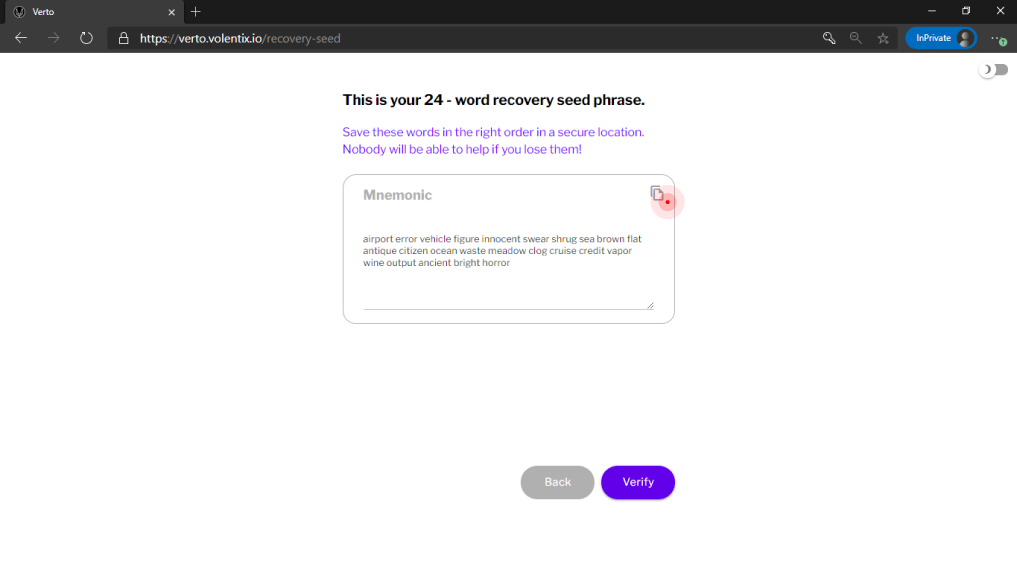 Verto
https://verto.volentix.io/recovery-seed
InPrivate
This is your 24 - word recovery seed phrase.
Save these words in the right order in a secure location.
Nobody will be able to help if you lose them!
Mnemonic
airport error vehicle figure innocent swear shrug sea brown flat
antique citizen ocean waste meadow clog cruise credit vapor
wine output ancient bright horror
Back
Verify